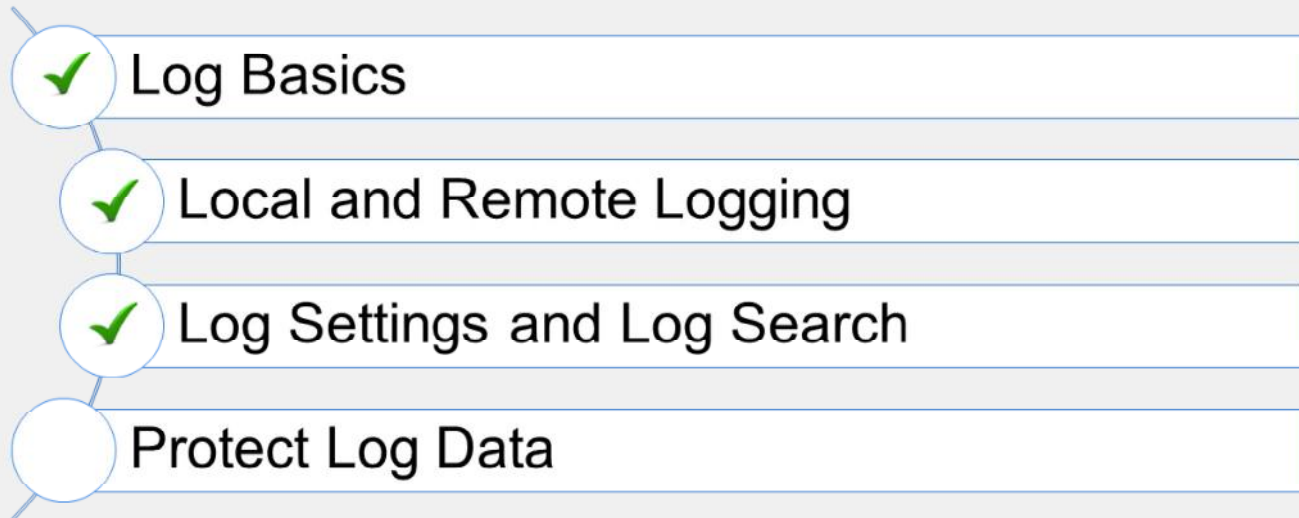 Log Basics
Local and Remote Logging
Log Settings and Log Search
Protect Log Data